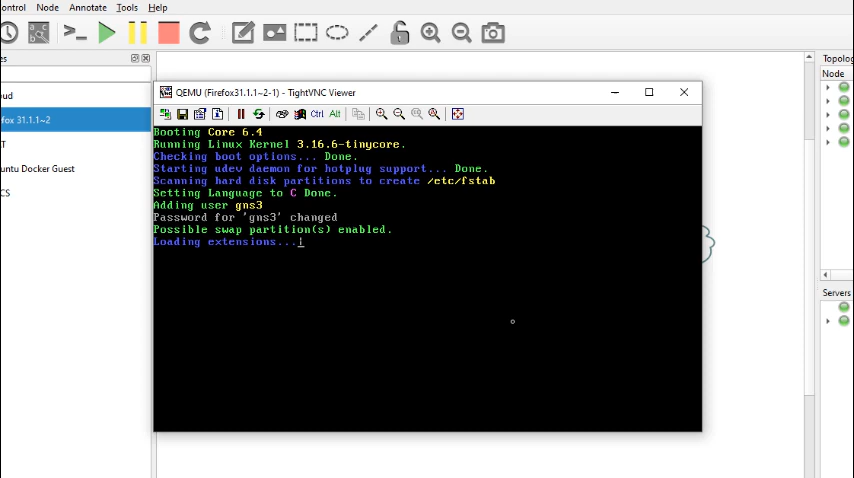 ontrol Node Annotate Tools Help
es
Topolog
Node
oud
fox 31.1.1~2
T
untu Docker Guest
CS
QEMU (Firefox31.1.1~2-1) - TightVNC Viewer
Ctrl Alt
Booting Core 6.4
Running Linux Kernel 3.16.6-tinycore.
Checking boot options... Done.
Starting udev daemon for hotplug support... Done.
Scanning hard disk partitions to create /etc/fstab
Setting Language to C Done.
Adding user gns3
Password for 'gns3' changed
Possible swap partition(s) enabled.
Loading extensions...
Servers